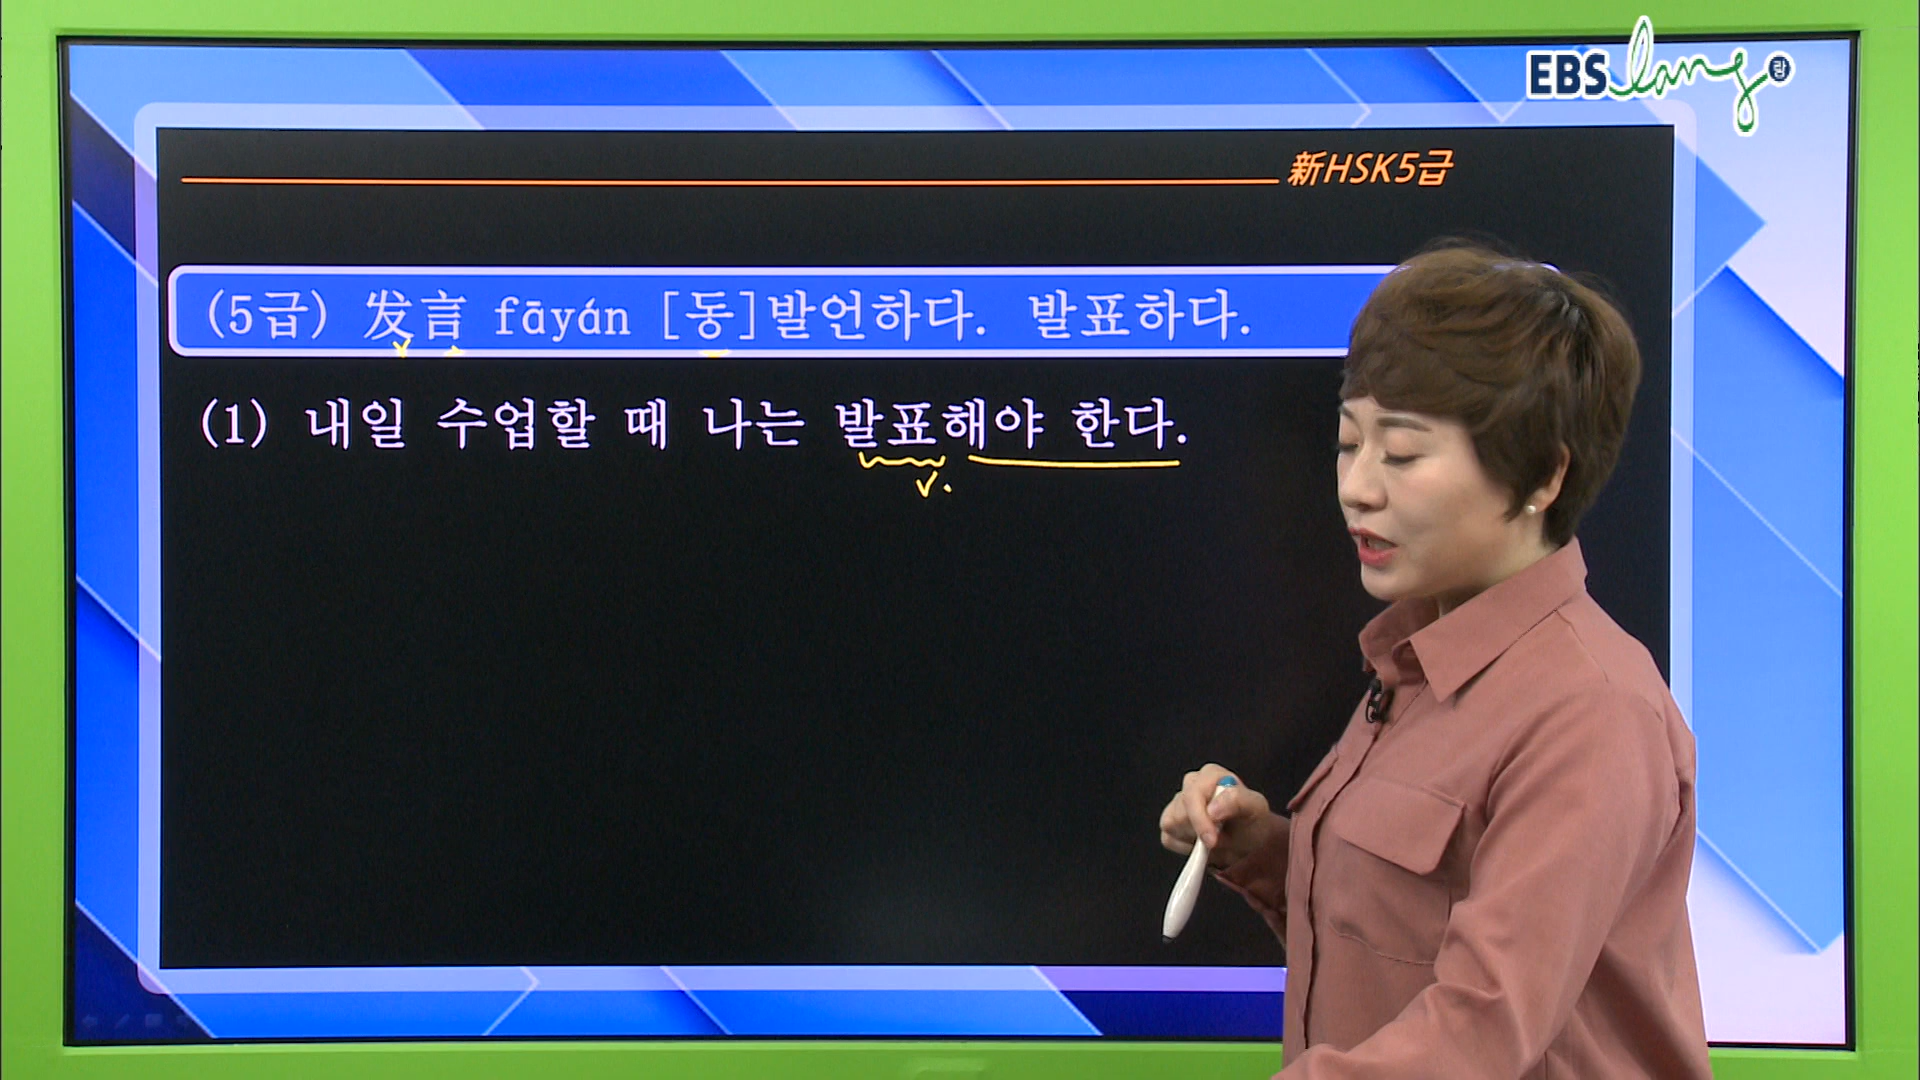 EBS lang 랑
新HSK5급
(5급) 发言 fāyán [동]발언하다. 발표하다.
(1) 내일 수업할 때 나는 발표해야 한다.
v.